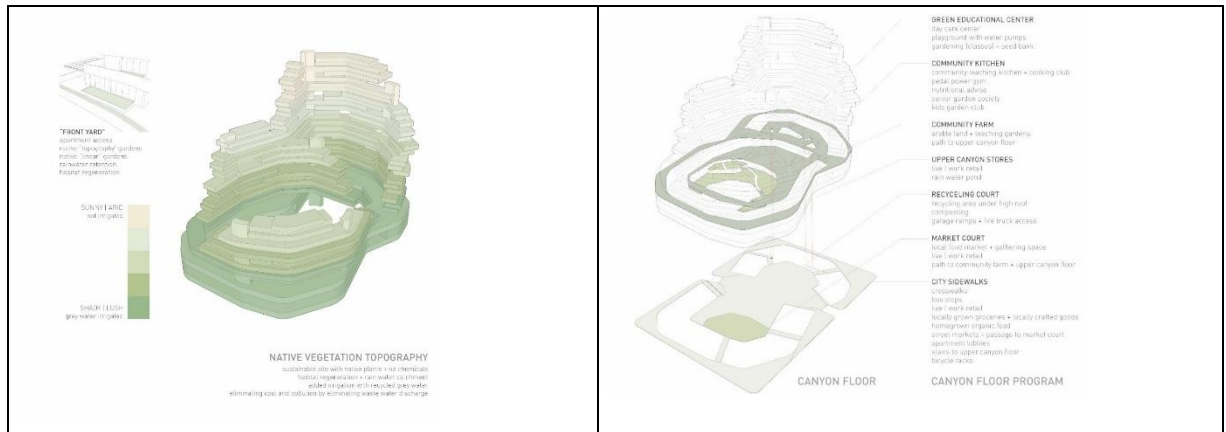 "FRONT YARD"
apartment access
native "topography" gardens
native "linear" gardens
rainwater retention
habitat regeneration
SUNNY | ARID
not irrigated
SHADY | LUSH
grey water irrigated
NATIVE VEGETATION TOPOGRAPHY
sustainable site with native plants + no chemicals
habitat regeneration + rain water catchment
added irrigation with recycled grey water
eliminating cost and pollution by eliminating waste water discharge
GREEN EDUCATIONAL CENTER
day care center
playground with water pumps
gardening (classes) + seed bank
COMMUNITY KITCHEN
community teaching kitchen + cooking club
pedal power gym
nutritional advise
senior garden society
kids garden club
COMMUNITY FARM
arable land + teaching gardens
path to upper canyon floor
UPPER CANYON STORES
live | work retail
rain water pond
RECYCELING COURT
recycling area under high roof
composting
garage ramps + fire truck access
MARKET COURT
local food market + gathering space
live | work retail
path to community farm + upper canyon floor
CITY SIDEWALKS
crosswalks
bus stops
live | work retail
locally grown groceries + locally crafted goods
homegrown organic food
street markets + passage to market court
apartment lobbies
stairs to upper canyon floor
bicycle racks
CANYON FLOOR
CANYON FLOOR PROGRAM